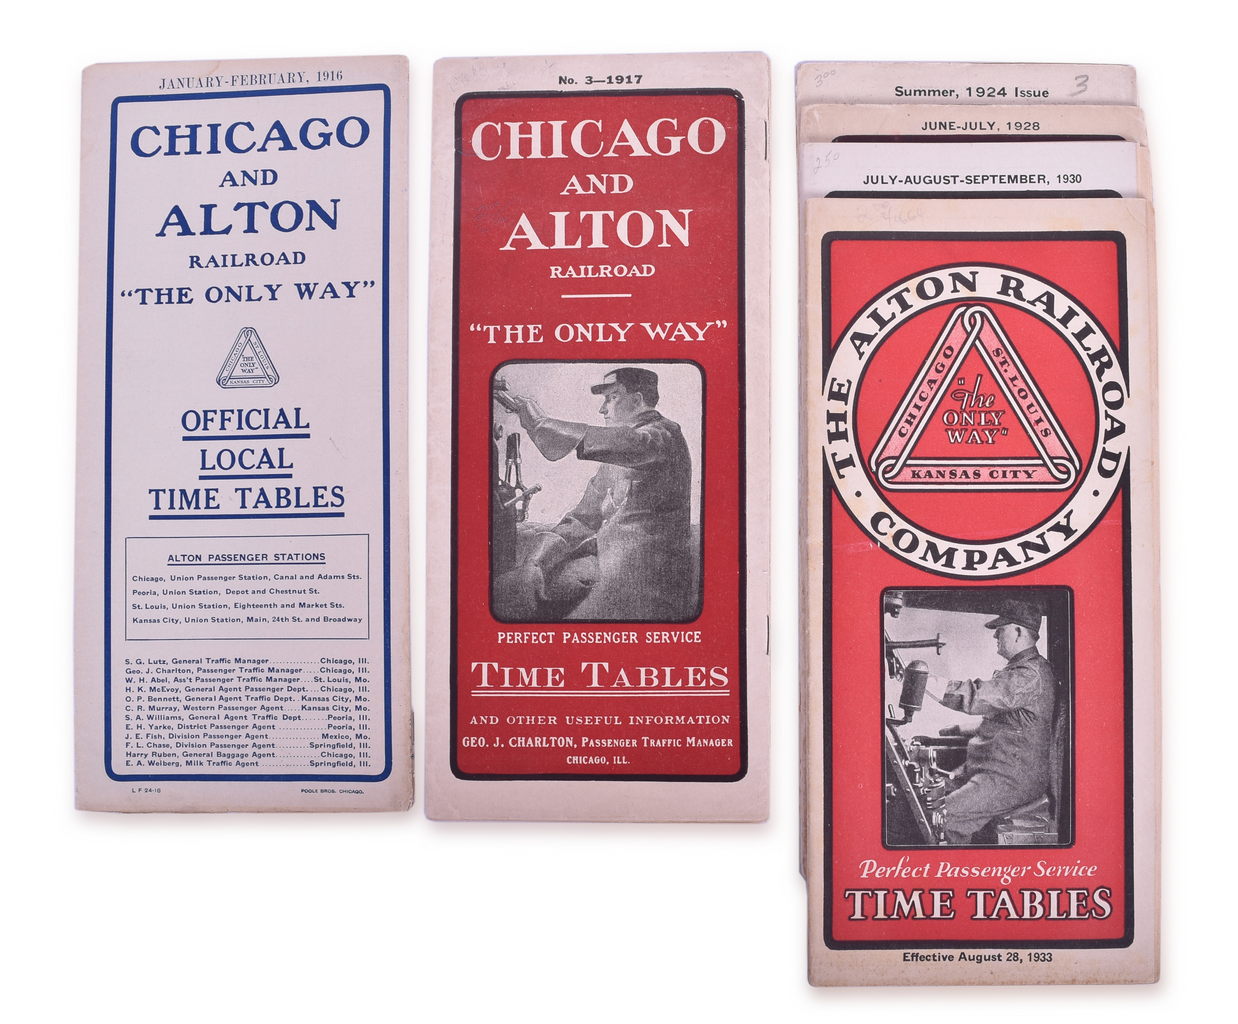 JANUARY-FEBRUARY, 1916
CHICAGO
AND
ALTON
RAILROAD
"THE ONLY WAY"
CHICAGO
ST. LOUIS
THE
ONLY
WAY
KANSAS CITY
OFFICIAL
LOCAL
TIME TABLES
ALTON PASSENGER STATIONS
Chicago, Union Passenger Station, Canal and Adams Sts.
Peoria, Union Station, Depot and Chestnut St.
St. Louis, Union Station, Eighteenth and Market Sts.
Kansas City, Union Station, Main, 24th St. and Broadway
S. G. Lutz, General Traffic Manager..............Chicago, Ill.
Geo. J. Charlton, Passenger Traffic Manager.....Chicago, Ill.
W. H. Abel, Ass't Passenger Traffic Manager....St. Louis, Mo.
H. K. McEvoy, General Agent Passenger Dept....Chicago, Ill.
O. P. Bennett, General Agent Traffic Dept..Kansas City, Mo.
C. R. Murray, Western Passenger Agent.....Kansas City, Mo.
S. A. Williams, General Agent Traffic Dept.......Peoria, Ill.
E. H. Yarke, District Passenger Agent..............Peoria, Ill.
J. E. Fish, Division Passenger Agent...............Mexico, Mo.
F. L. Chase, Division Passenger Agent..........Springfield, Ill.
Harry Ruben, General Baggage Agent..............Chicago, Ill.
E. A. Weiberg, Milk Traffic Agent..............Springfield, Ill.
L F 24-16
POOLE BROS. CHICAGO.
No. 3—1917
CHICAGO
AND
ALTON
RAILROAD
"THE ONLY WAY"
PERFECT PASSENGER SERVICE
TIME TABLES
AND OTHER USEFUL INFORMATION
GEO. J. CHARLTON, PASSENGER TRAFFIC MANAGER
CHICAGO, ILL.
300
Summer, 1924 Issue 3
JUNE-JULY, 1928
250
JULY-AUGUST-SEPTEMBER, 1930
THE ALTON RAILROAD
COMPANY
CHICAGO
ST. LOUIS
"The
ONLY
WAY"
KANSAS CITY
Perfect Passenger Service
TIME TABLES
Effective August 28, 1933